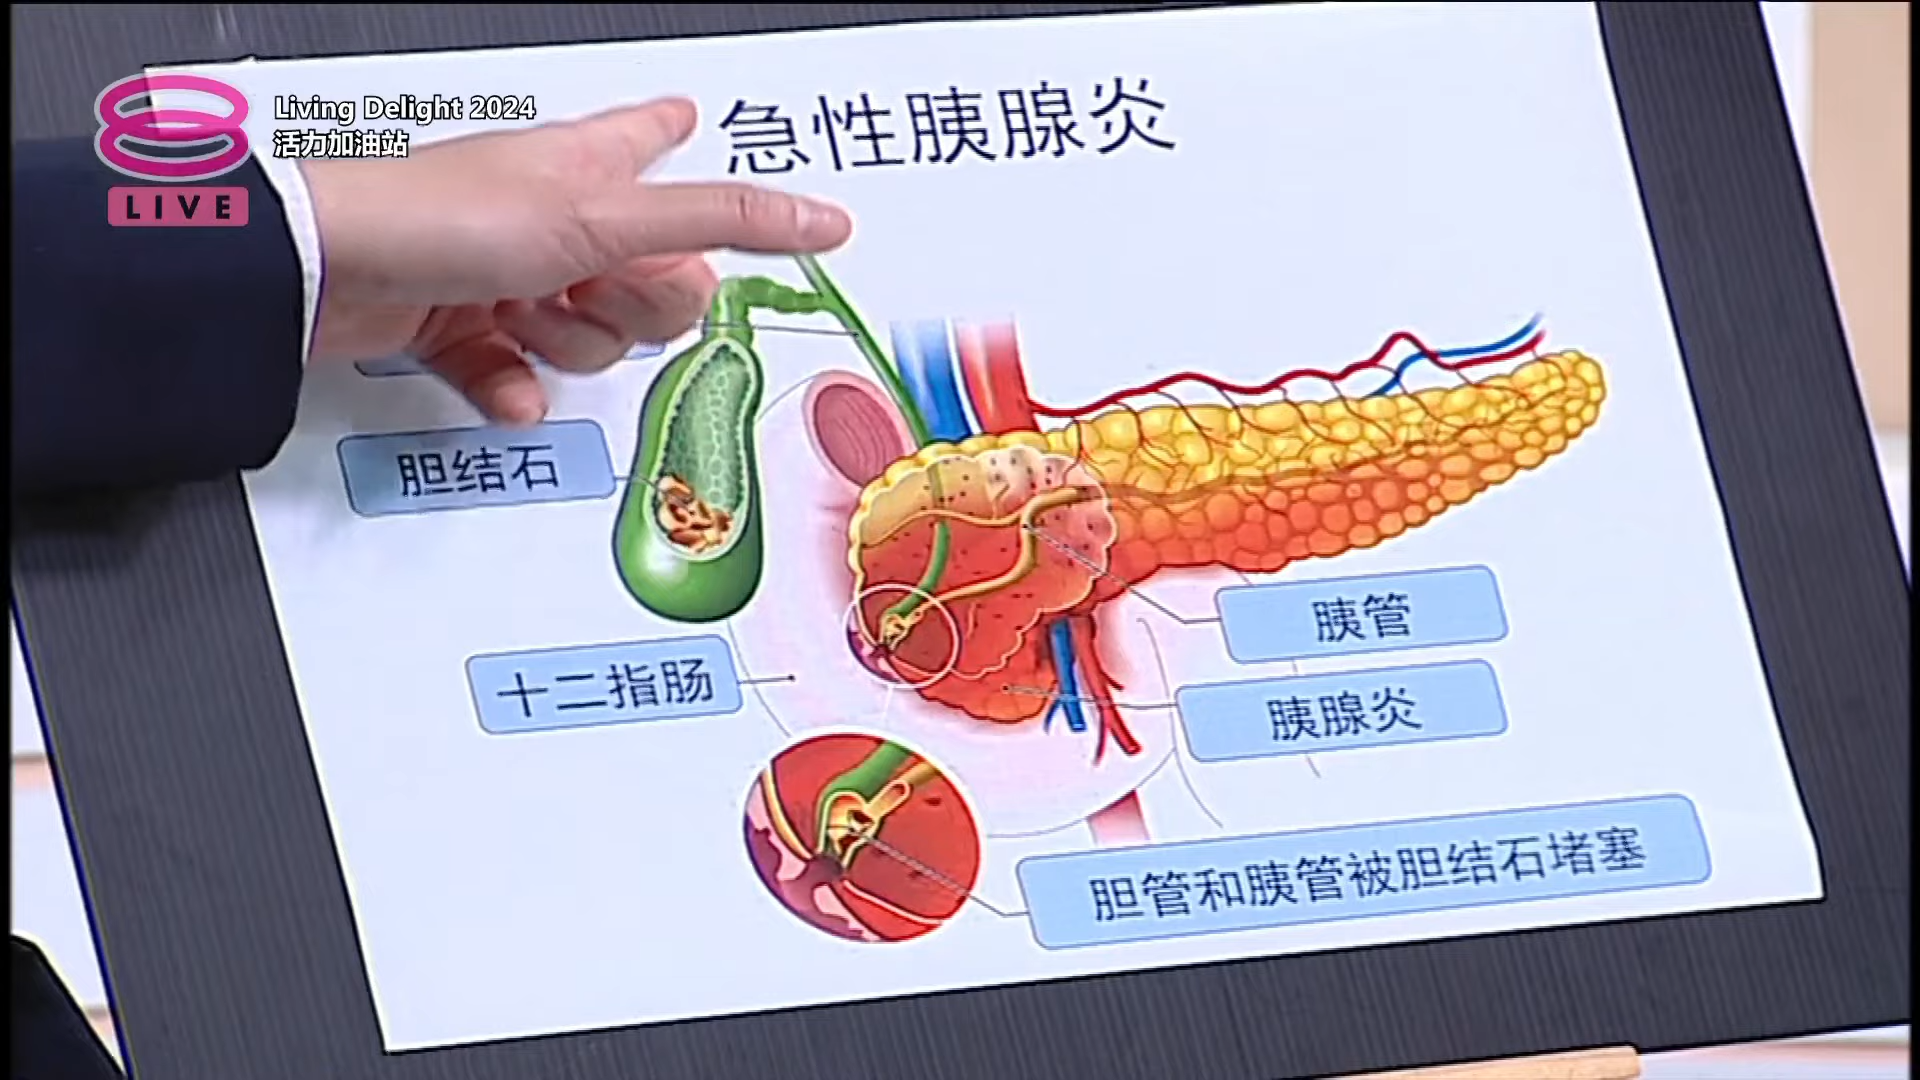 Living Delight 2024
活力加油站
LIVE
急性胰腺炎
胆结石
十二指肠
胰管
胰腺炎
胆管和胰管被胆结石堵塞